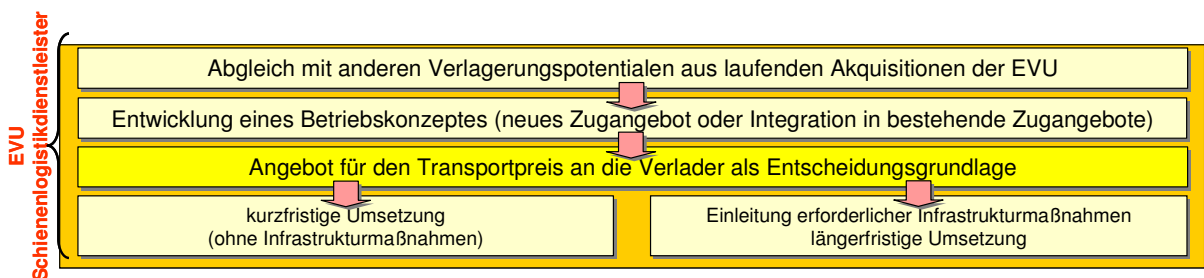 EVU
Schienenlogistikdienstleister
Abgleich mit anderen Verlagerungspotentialen aus laufenden Akquisitionen der EVU
Entwicklung eines Betriebskonzeptes (neues Zugangebot oder Integration in bestehende Zugangebote)
Angebot für den Transportpreis an die Verlader als Entscheidungsgrundlage
kurzfristige Umsetzung
(ohne Infrastrukturmaßnahmen)
Einleitung erforderlicher Infrastrukturmaßnahmen
längerfristige Umsetzung